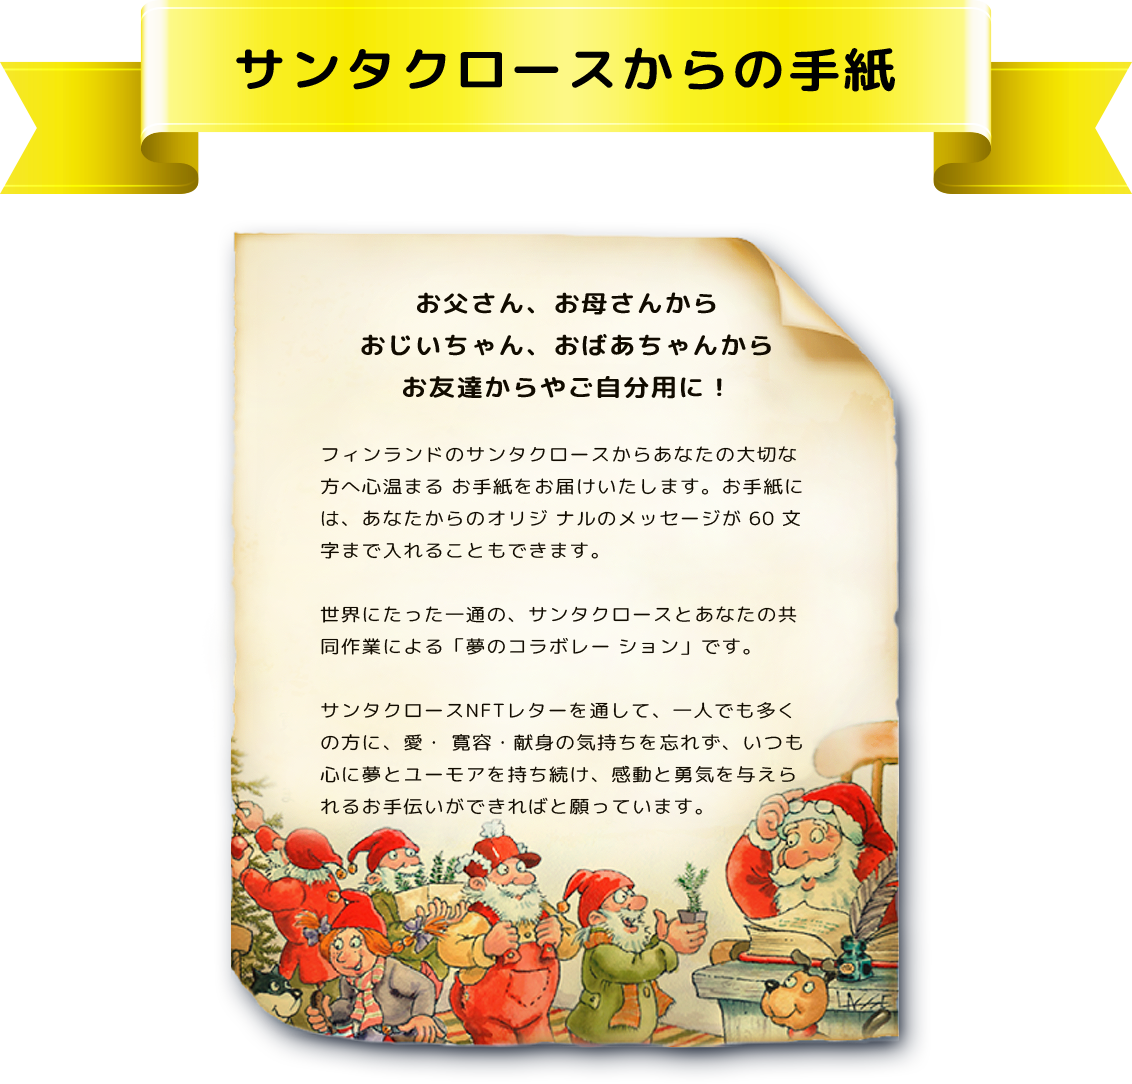 サンタクロースからの手紙
お父さん、お母さんから
おじいちゃん、おばあちゃんから
お友達からやご自分用に！
フィンランドのサンタクロースからあなたの大切な
方へ心温まる お手紙をお届けいたします。お手紙に
は、あなたからのオリジ ナルのメッセージが 60 文
字まで入れることもできます。
世界にたった一通の、サンタクロースとあなたの共
同作業による「夢のコラボレー ション」です。
サンタクロースNFTレターを通して、一人でも多く
の方に、愛・ 寛容・献身の気持ちを忘れず、いつも
心に夢とユーモアを持ち続け、感動と勇気を与えら
れるお手伝いができればと願っています。
LASSE